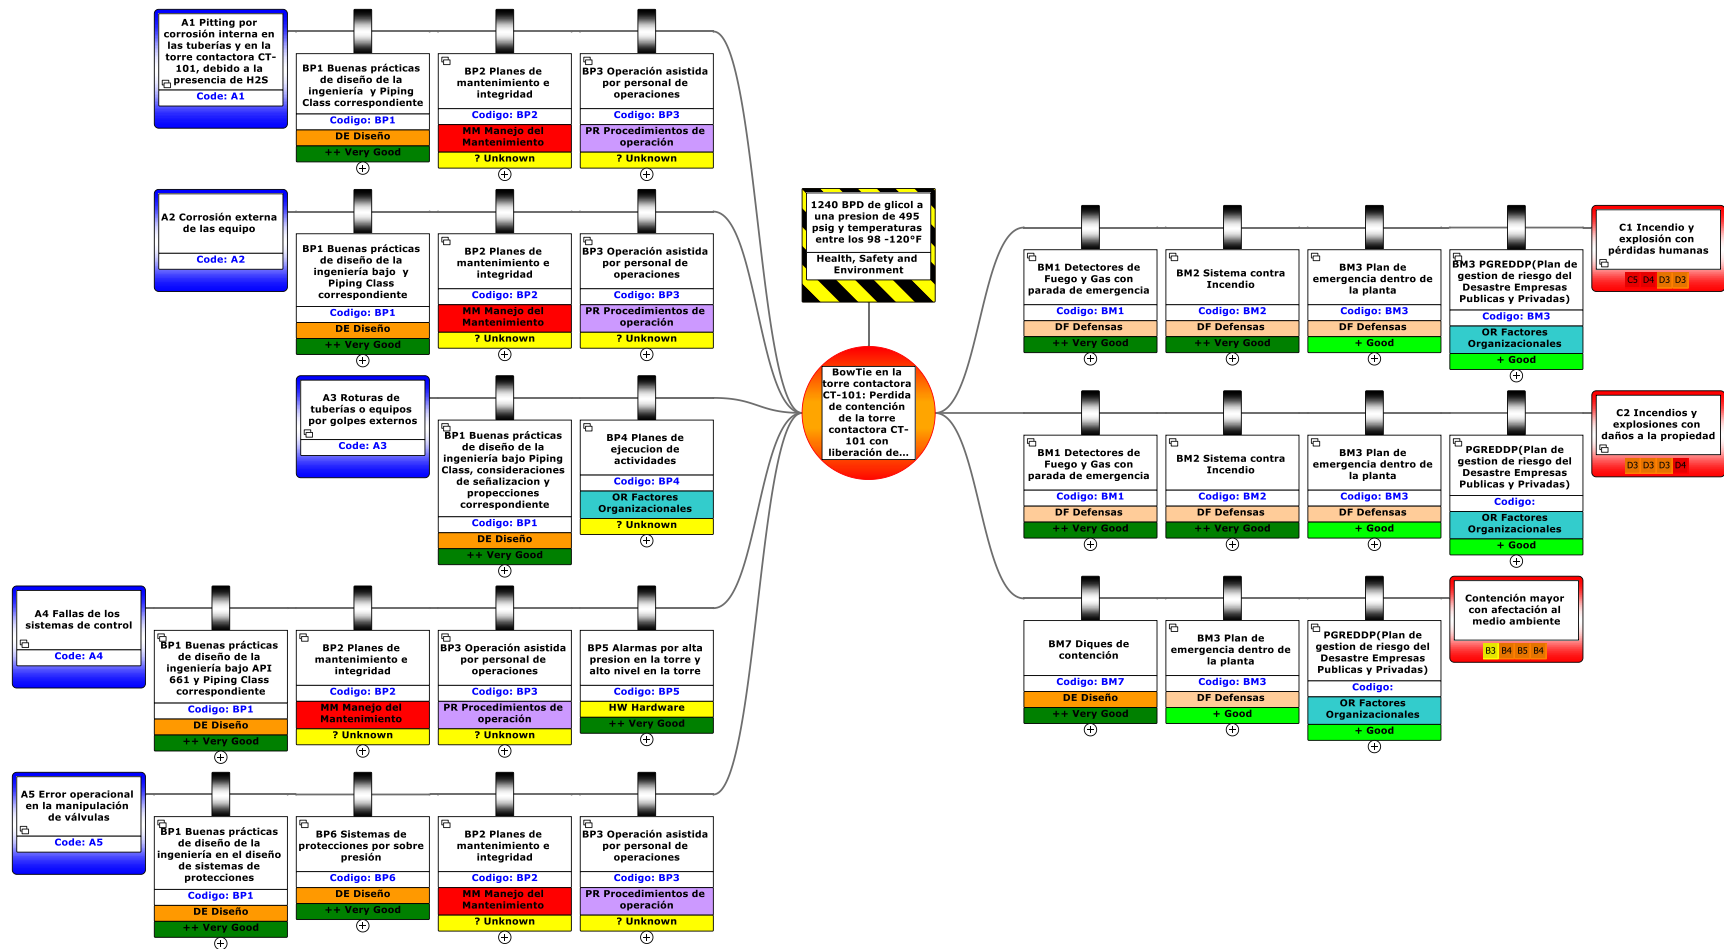 A1 Pitting por
corrosión interna en
las tuberías y en la
torre contactora CT-
101, debido a la
presencia de H2S
Code: A1
BP1 Buenas prácticas
de diseño de la
ingeniería y Piping
Class correspondiente
Codigo: BP1
DE Diseño
++ Very Good
BP2 Planes de
mantenimiento e
integridad
Codigo: BP2
MM Manejo del
Mantenimiento
? Unknown
BP3 Operación asistida
por personal de
operaciones
Codigo: BP3
PR Procedimientos de
operación
? Unknown
A2 Corrosión externa
de las equipo
Code: A2
BP1 Buenas prácticas
de diseño de la
ingeniería bajo y
Piping Class
correspondiente
Codigo: BP1
DE Diseño
++ Very Good
BP2 Planes de
mantenimiento e
integridad
Codigo: BP2
MM Manejo del
Mantenimiento
? Unknown
BP3 Operación asistida
por personal de
operaciones
Codigo: BP3
PR Procedimientos de
operación
? Unknown
A3 Roturas de
tuberías o equipos
por golpes externos
Code: A3
BP1 Buenas prácticas
de diseño de la
ingeniería bajo Piping
Class, consideraciones
de señalizacion y
propecciones
correspondiente
Codigo: BP1
DE Diseño
++ Very Good
BP4 Planes de
ejecucion de
actividades
Codigo: BP4
OR Factores
Organizacionales
? Unknown
A4 Fallas de los
sistemas de control
Code: A4
BP1 Buenas prácticas
de diseño de la
ingeniería bajo API
661 y Piping Class
correspondiente
Codigo: BP1
DE Diseño
++ Very Good
BP2 Planes de
mantenimiento e
integridad
Codigo: BP2
MM Manejo del
Mantenimiento
? Unknown
BP3 Operación asistida
por personal de
operaciones
Codigo: BP3
PR Procedimientos de
operación
? Unknown
BP5 Alarmas por alta
presion en la torre y
alto nivel en la torre
Codigo: BP5
HW Hardware
++ Very Good
A5 Error operacional
en la manipulación
de válvulas
Code: A5
BP1 Buenas prácticas
de diseño de la
ingeniería en el diseño
de sistemas de
protecciones
Codigo: BP1
DE Diseño
++ Very Good
BP6 Sistemas de
protecciones por sobre
presión
Codigo: BP6
DE Diseño
++ Very Good
BP2 Planes de
mantenimiento e
integridad
Codigo: BP2
MM Manejo del
Mantenimiento
? Unknown
BP3 Operación asistida
por personal de
operaciones
Codigo: BP3
PR Procedimientos de
operación
? Unknown
1240 BPD de glicol a
una presion de 495
psig y temperaturas
entre los 98 -120°F
Health, Safety and
Environment
BowTie en la
torre contactora
CT-101: Perdida
de contención
de la torre
contactora CT-
101 con
liberación de...
BM1 Detectores de
Fuego y Gas con
parada de emergencia
Codigo: BM1
DF Defensas
++ Very Good
BM2 Sistema contra
Incendio
Codigo: BM2
DF Defensas
++ Very Good
BM3 Plan de
emergencia dentro de
la planta
Codigo: BM3
DF Defensas
+ Good
BM3 PGREDDP(Plan de
gestion de riesgo del
Desastre Empresas
Publicas y Privadas)
Codigo: BM3
OR Factores
Organizacionales
+ Good
C1 Incendio y
explosión con
pérdidas humanas
C5 D4 D3 D3
BM1 Detectores de
Fuego y Gas con
parada de emergencia
Codigo: BM1
DF Defensas
++ Very Good
BM2 Sistema contra
Incendio
Codigo: BM2
DF Defensas
++ Very Good
BM3 Plan de
emergencia dentro de
la planta
Codigo: BM3
DF Defensas
+ Good
PGREDDP(Plan de
gestion de riesgo del
Desastre Empresas
Publicas y Privadas)
Codigo:
OR Factores
Organizacionales
+ Good
C2 Incendios y
explosiones con
daños a la propiedad
D3 D3 D3 D4
BM7 Diques de
contención
Codigo: BM7
DE Diseño
++ Very Good
BM3 Plan de
emergencia dentro de
la planta
Codigo: BM3
DF Defensas
+ Good
PGREDDP(Plan de
gestion de riesgo del
Desastre Empresas
Publicas y Privadas)
Codigo:
OR Factores
Organizacionales
+ Good
Contención mayor
con afectación al
medio ambiente
B3 B4 B5 B4